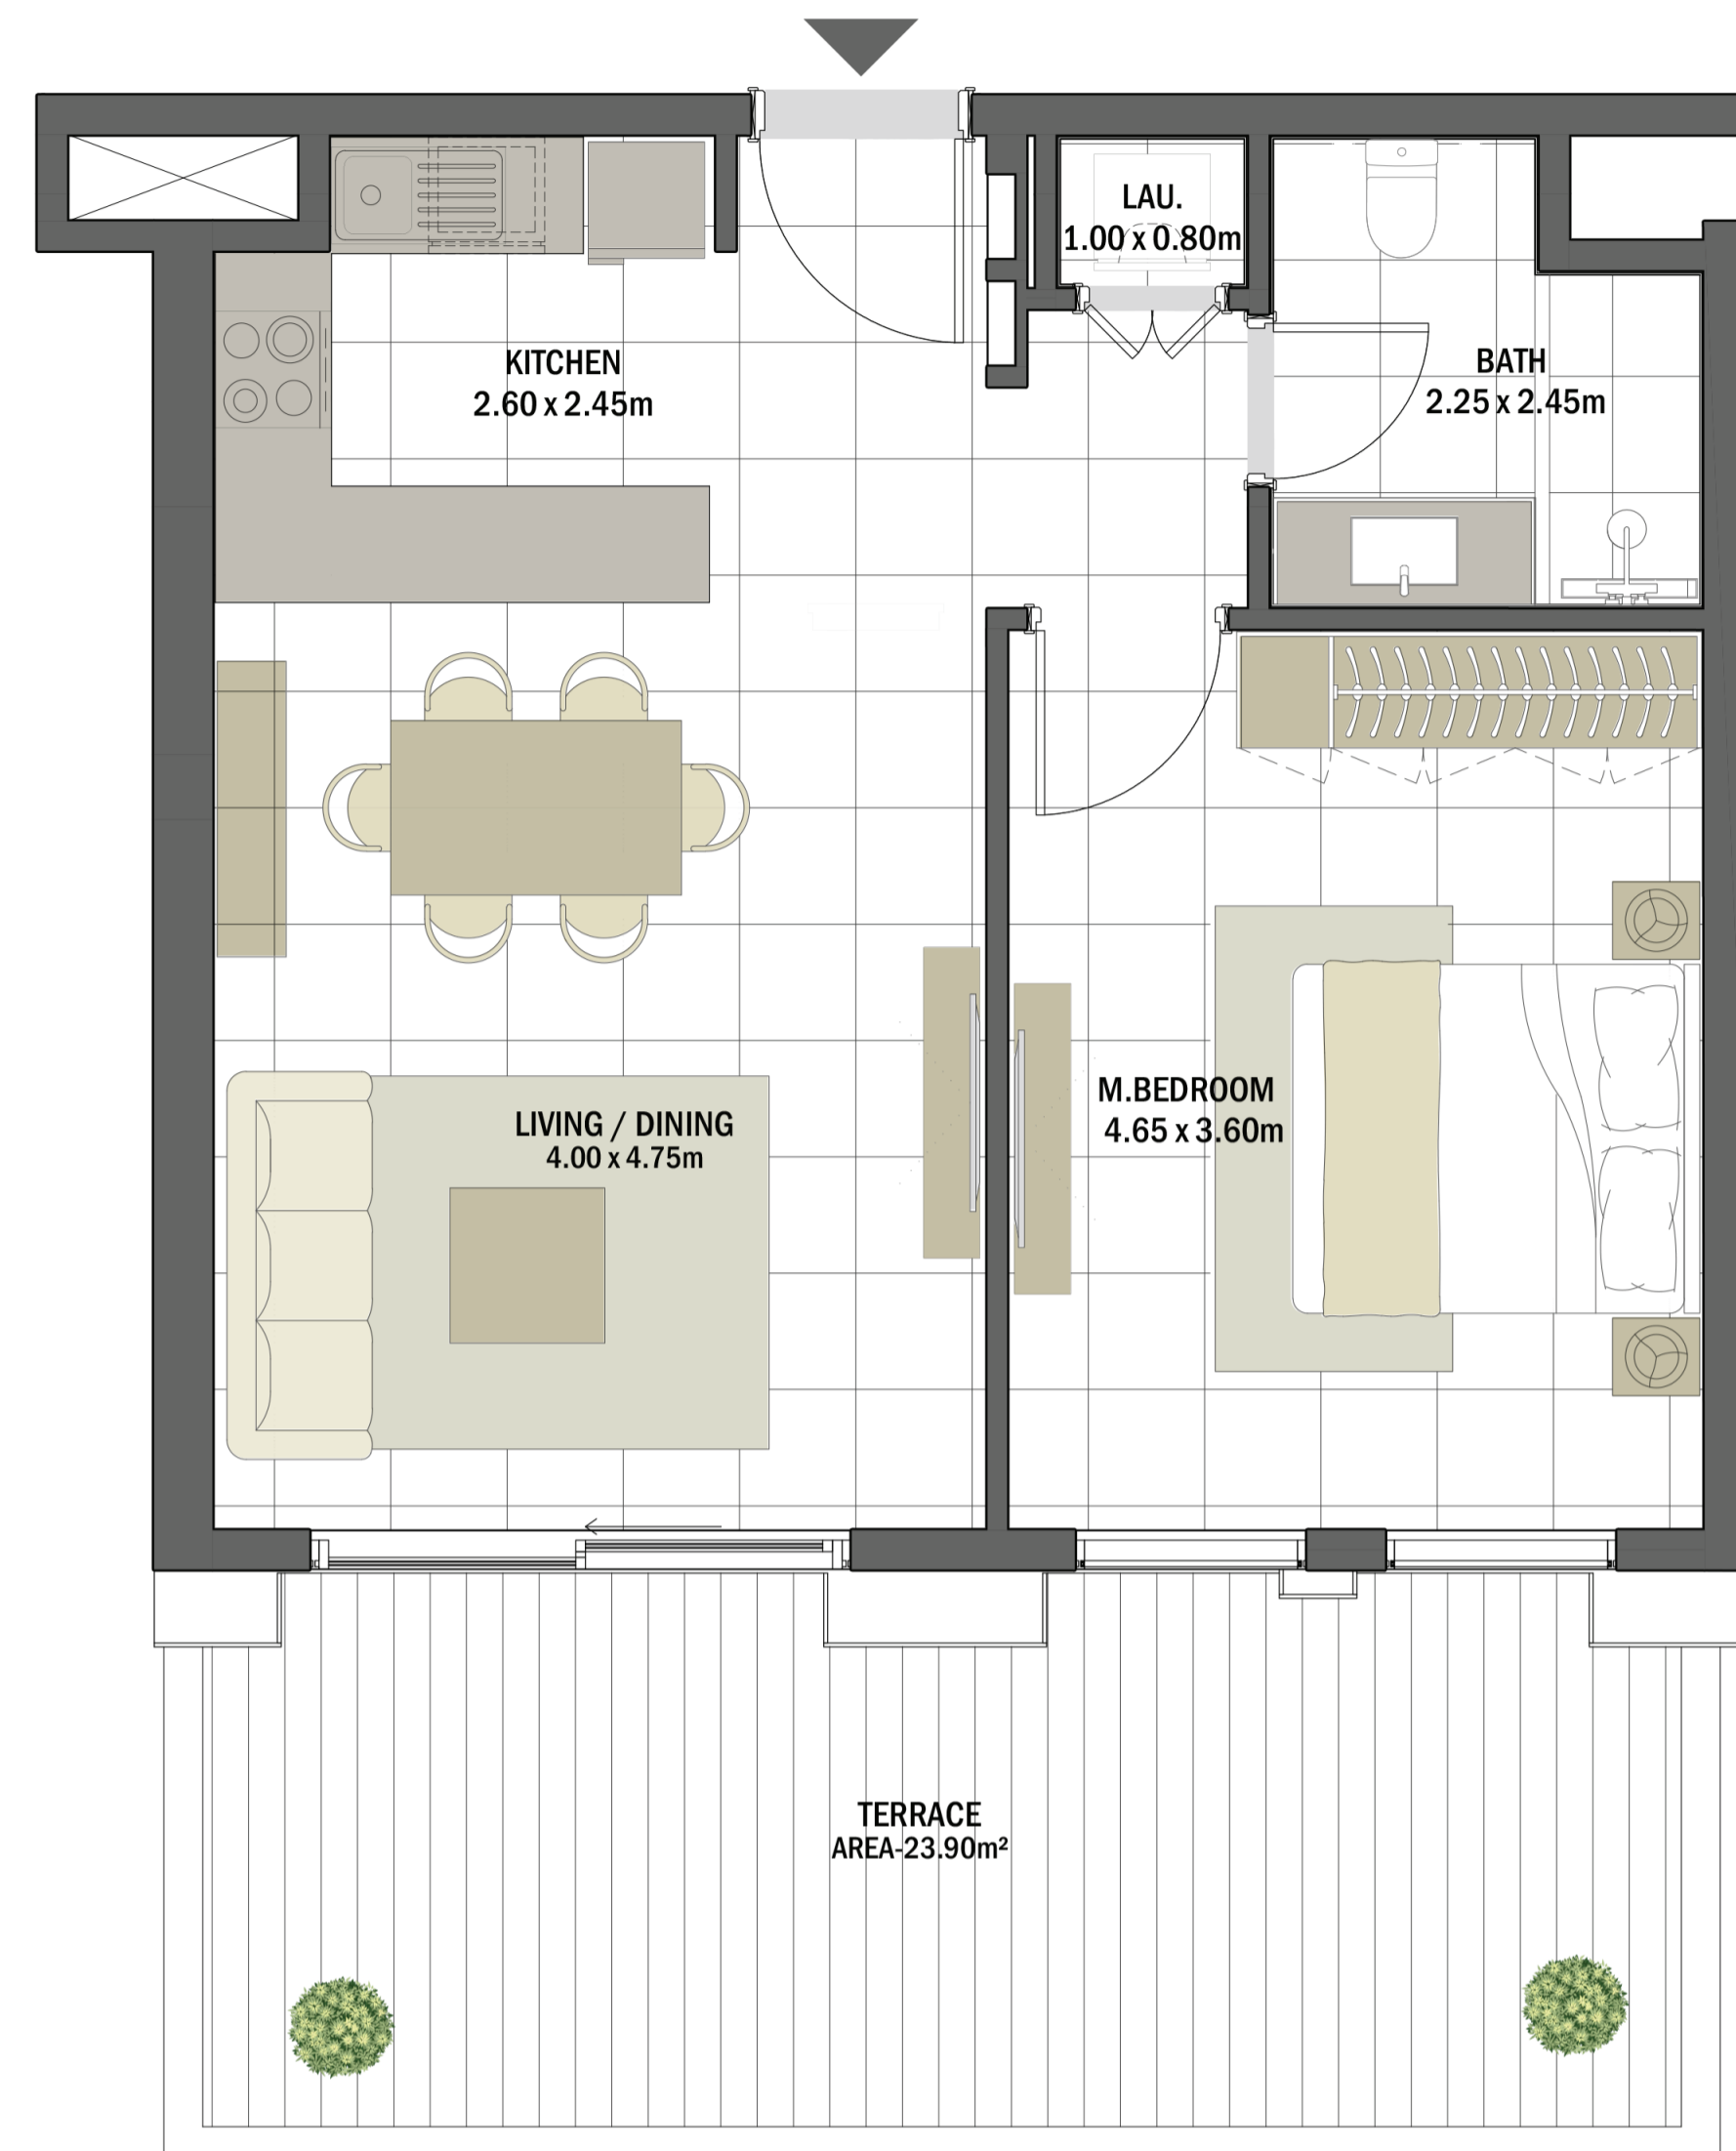 LAU.
1.00 x 0.80m
KITCHEN
2.60 x 2.45m
BATH
2.25 x 2.45m
LIVING / DINING
4.00 x 4.75m
M.BEDROOM
4.65 x 3.60m
TERRACE
AREA-23.90m²